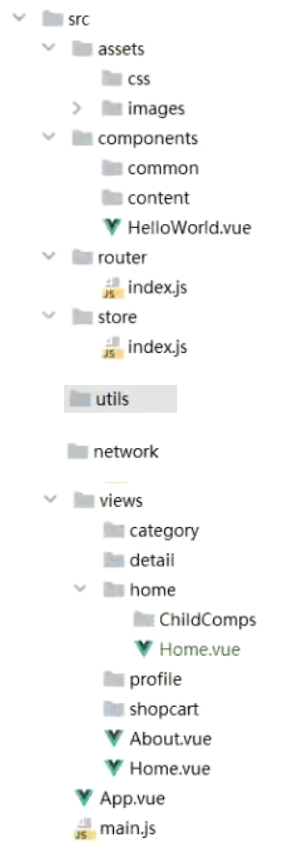 src
assets
css
images
components
common
content
HelloWorld.vue
router
JS index.js
store
JS index.js
utils
network
views
category
detail
home
ChildComps
Home.vue
profile
shopcart
About.vue
Home.vue
App.vue
JS main.js